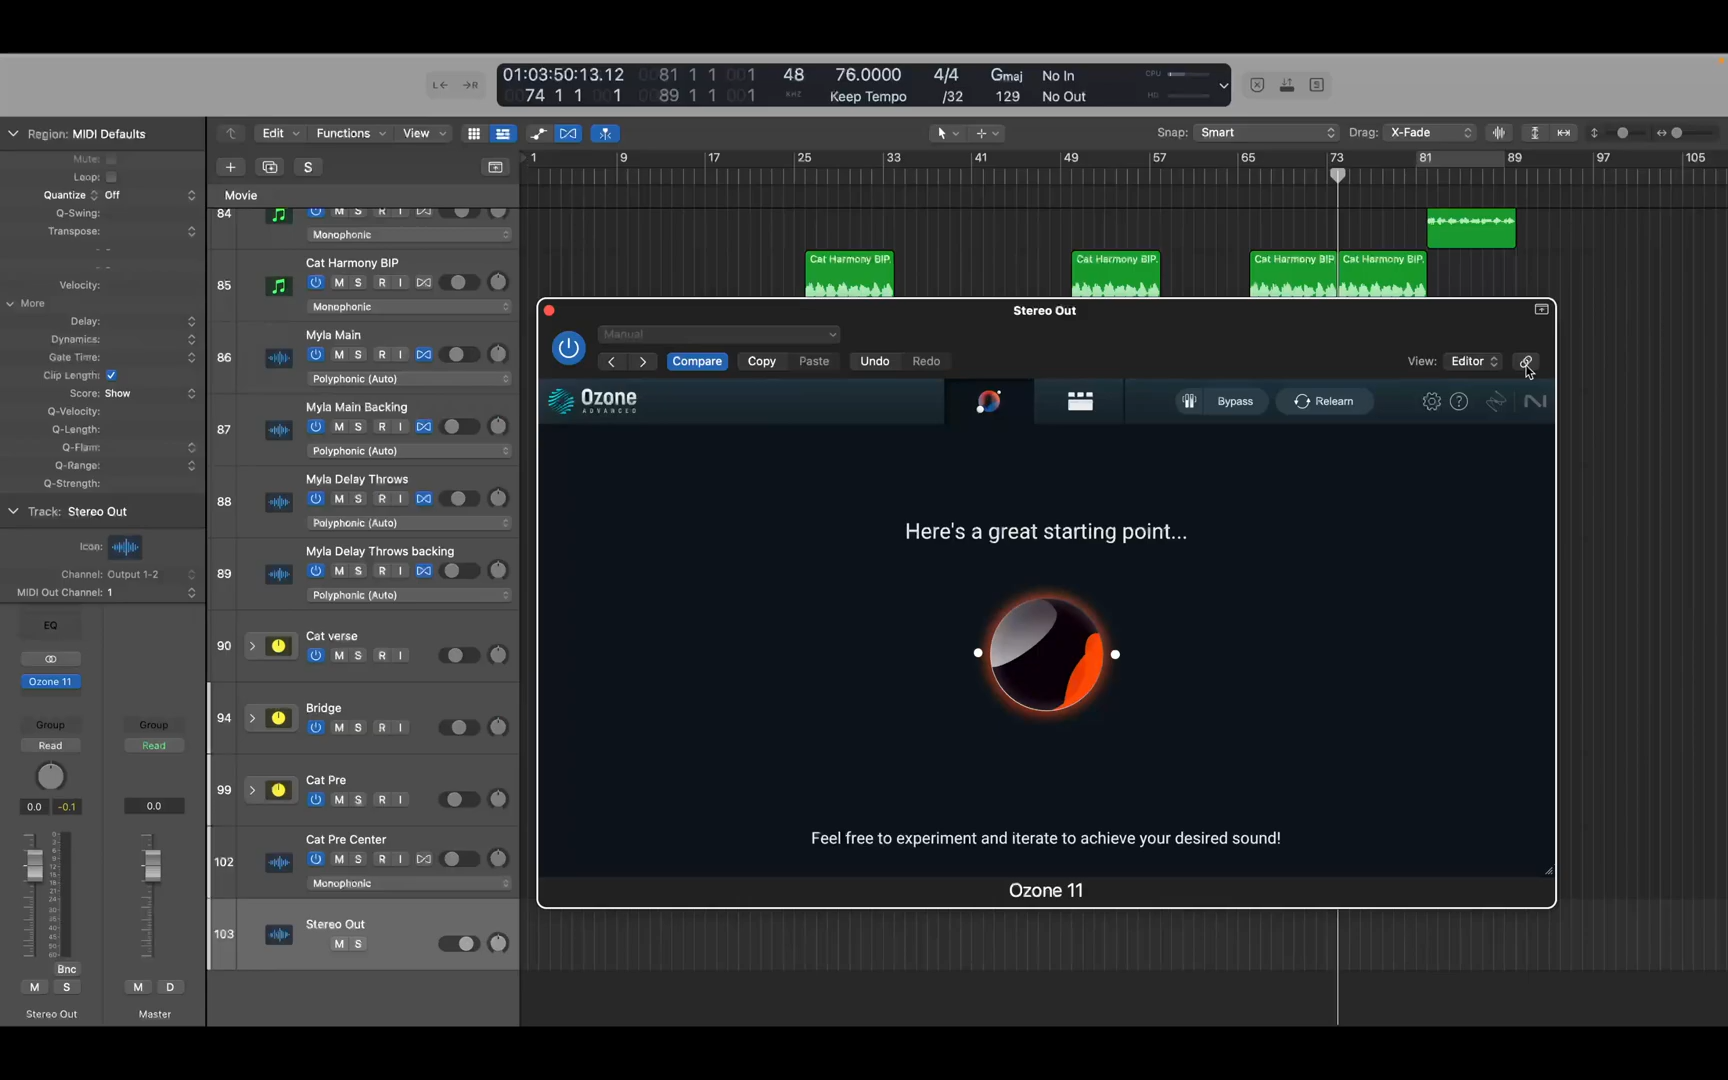 01:03:50:13.12
0081 1 1 001
48
76.0000
4/4
Gmaj
No In
CPU
0074 1 1 001
0089 1 1 001
KHZ
Keep Tempo
/32
129
No Out
HD
Region: MIDI Defaults
Edit
Functions
View
Snap: Smart
Drag: X-Fade
Mute:
Loop:
Quantize Off
Q-Swing:
Transpose:
Velocity:
More
Delay:
Dynamics:
Gate Time:
Clip Length:
Score: Show
Q-Velocity:
Q-Length:
Q-Flam:
Q-Range:
Q-Strength:
Track: Stereo Out
Icon:
Channel: Output 1-2
MIDI Out Channel: 1
EQ
Ozone 11
Group
Group
Read
Read
0.0 -0.1
0.0
Bnc
M S
M D
Stereo Out
Master
S
1 9 17 25 33 41 49 57 65 73 81 89 97 105
Movie
84
M S R I
Monophonic
85
Cat Harmony BIP
M S R I
Monophonic
Cat Harmony BIP.
Cat Harmony BIP.
Cat Harmony BIP
Cat Harmony BIP.
86
Myla Main
M S R I
Polyphonic (Auto)
87
Myla Main Backing
M S R I
Polyphonic (Auto)
88
Myla Delay Throws
M S R I
Polyphonic (Auto)
89
Myla Delay Throws backing
M S R I
Polyphonic (Auto)
90
Cat verse
M S R I
94
Bridge
M S R I
99
Cat Pre
M S R I
102
Cat Pre Center
M S R I
Monophonic
103
Stereo Out
M S
Stereo Out
Manual
Compare
Copy
Paste
Undo
Redo
View: Editor
Ozone
ADVANCED
Bypass
Relearn
Here's a great starting point...
Feel free to experiment and iterate to achieve your desired sound!
Ozone 11